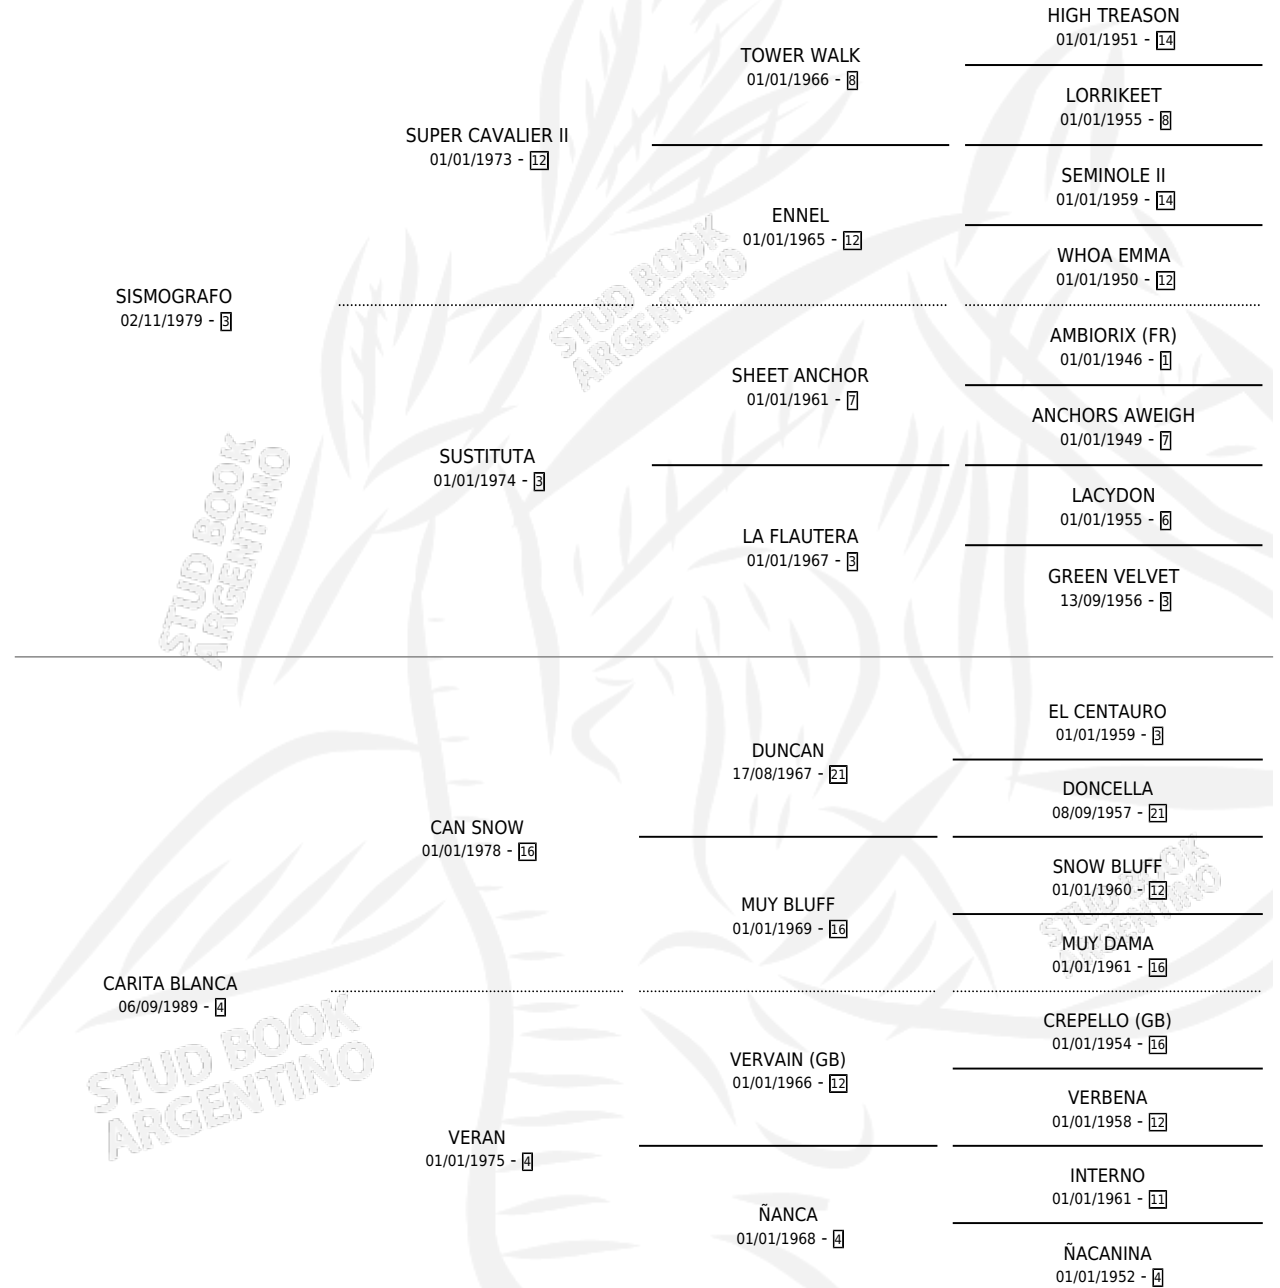 HIGH TREASON
01/01/1951 - 14
TOWER WALK
01/01/1966 - 8
LORRIKEET
01/01/1955 - 8
SUPER CAVALIER II
01/01/1973 - 12
SEMINOLE II
01/01/1959 - 14
ENNEL
01/01/1965 - 12
WHOA EMMA
01/01/1950 - 12
SISMOGRAFO
02/11/1979 - 3
STUD BOOK
ARGENTINO
AMBIORIX (FR)
01/01/1946 - 1
SHEET ANCHOR
01/01/1961 - 7
ANCHORS AWEIGH
01/01/1949 - 7
SUSTITUTA
01/01/1974 - 3
LACYDON
01/01/1955 - 6
LA FLAUTERA
01/01/1967 - 3
GREEN VELVET
13/09/1956 - 3
STUD BOOK
ARGENTINO
EL CENTAURO
01/01/1959 - 3
DUNCAN
17/08/1967 - 21
DONCELLA
08/09/1957 - 21
CAN SNOW
01/01/1978 - 16
SNOW BLUFF
01/01/1960 - 12
MUY BLUFF
01/01/1969 - 16
STUD BOOK
ARGENTINO
MUY DAMA
01/01/1961 - 16
CARITA BLANCA
06/09/1989 - 4
CREPELLO (GB)
01/01/1954 - 16
VERVAIN (GB)
01/01/1966 - 12
STUD BOOK
ARGENTINO
VERBENA
01/01/1958 - 12
VERAN
01/01/1975 - 4
INTERNO
01/01/1961 - 11
ÑANCA
01/01/1968 - 4
ÑACANINA
01/01/1952 - 4